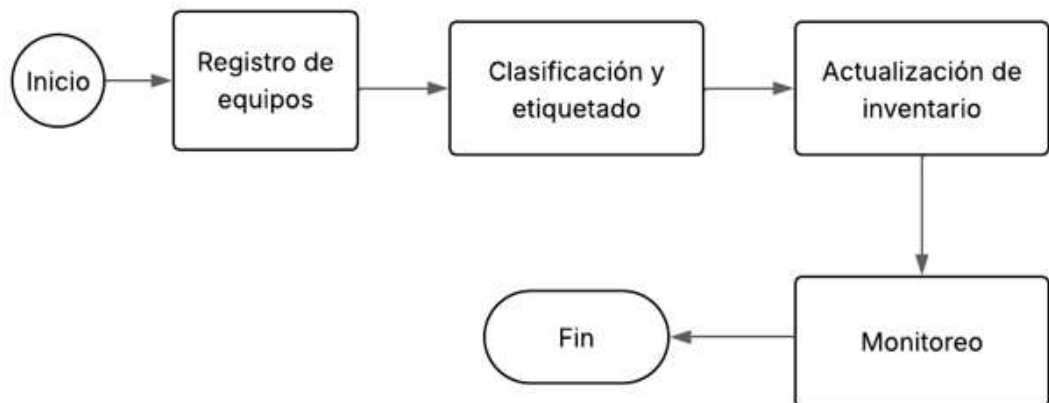 Inicio
Registro de
equipos
Clasificación y
etiquetado
Actualización de
inventario
Fin
Monitoreo